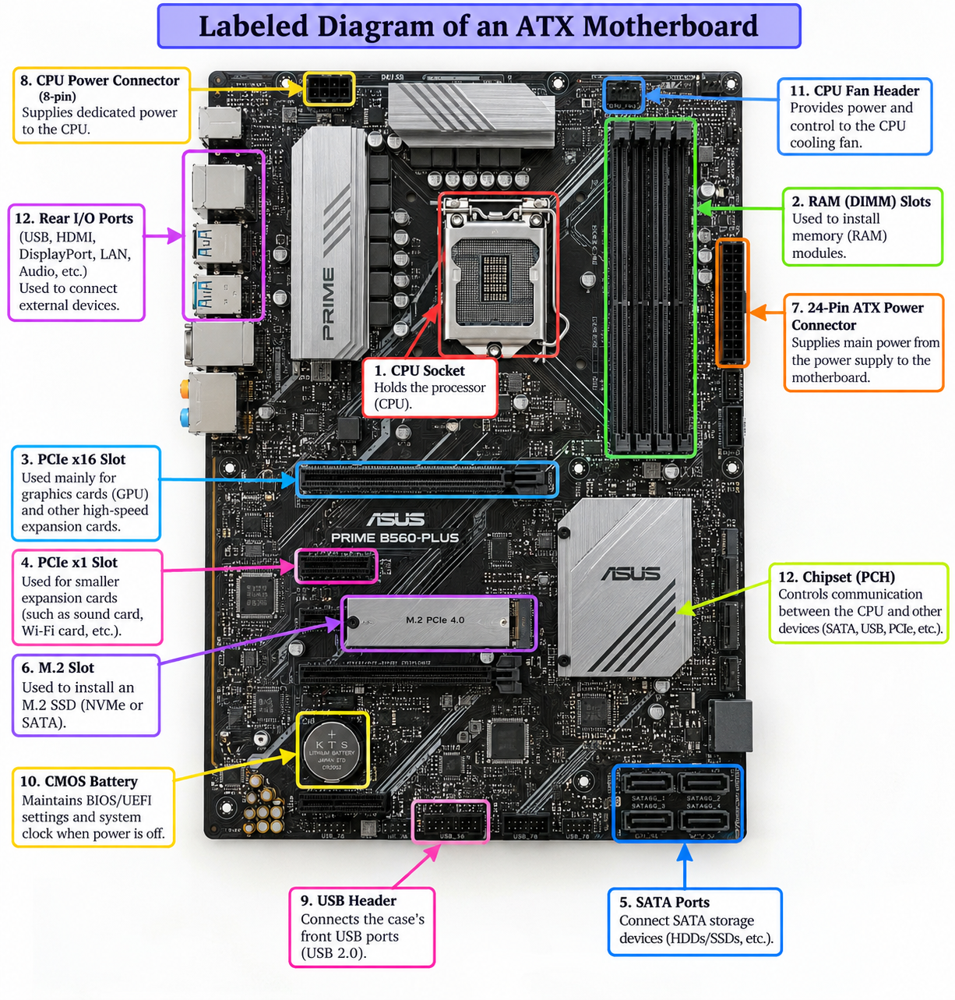 Labeled Diagram of an ATX Motherboard
8. CPU Power Connector
(8-pin)
Supplies dedicated power
to the CPU.
11. CPU Fan Header
Provides power and
control to the CPU
cooling fan.
12. Rear I/O Ports
(USB, HDMI,
DisplayPort, LAN,
Audio, etc.)
Used to connect
external devices.
2. RAM (DIMM) Slots
Used to install
memory (RAM)
modules.
PRIME
7. 24-Pin ATX Power
Connector
Supplies main power from
the power supply to the
motherboard.
1. CPU Socket
Holds the processor
(CPU).
3. PCIe x16 Slot
Used mainly for
graphics cards (GPU)
and other high-speed
expansion cards.
ASUS
PRIME B560-PLUS
4. PCIe x1 Slot
Used for smaller
expansion cards
(such as sound card,
Wi-Fi card, etc.).
ASUS
12. Chipset (PCH)
Controls communication
between the CPU and other
devices (SATA, USB, PCIe, etc.).
M.2 PCIe 4.0
6. M.2 Slot
Used to install an
M.2 SSD (NVMe or
SATA).
+
KTS
LITHIUM BATTERY
10. CMOS Battery
Maintains BIOS/UEFI
settings and system
clock when power is off.
SATA6G_1 SATA6G_2
SATA6G_3 SATA6G_4
9. USB Header
Connects the case's
front USB ports
(USB 2.0).
5. SATA Ports
Connect SATA storage
devices (HDDs/SSDs, etc.).